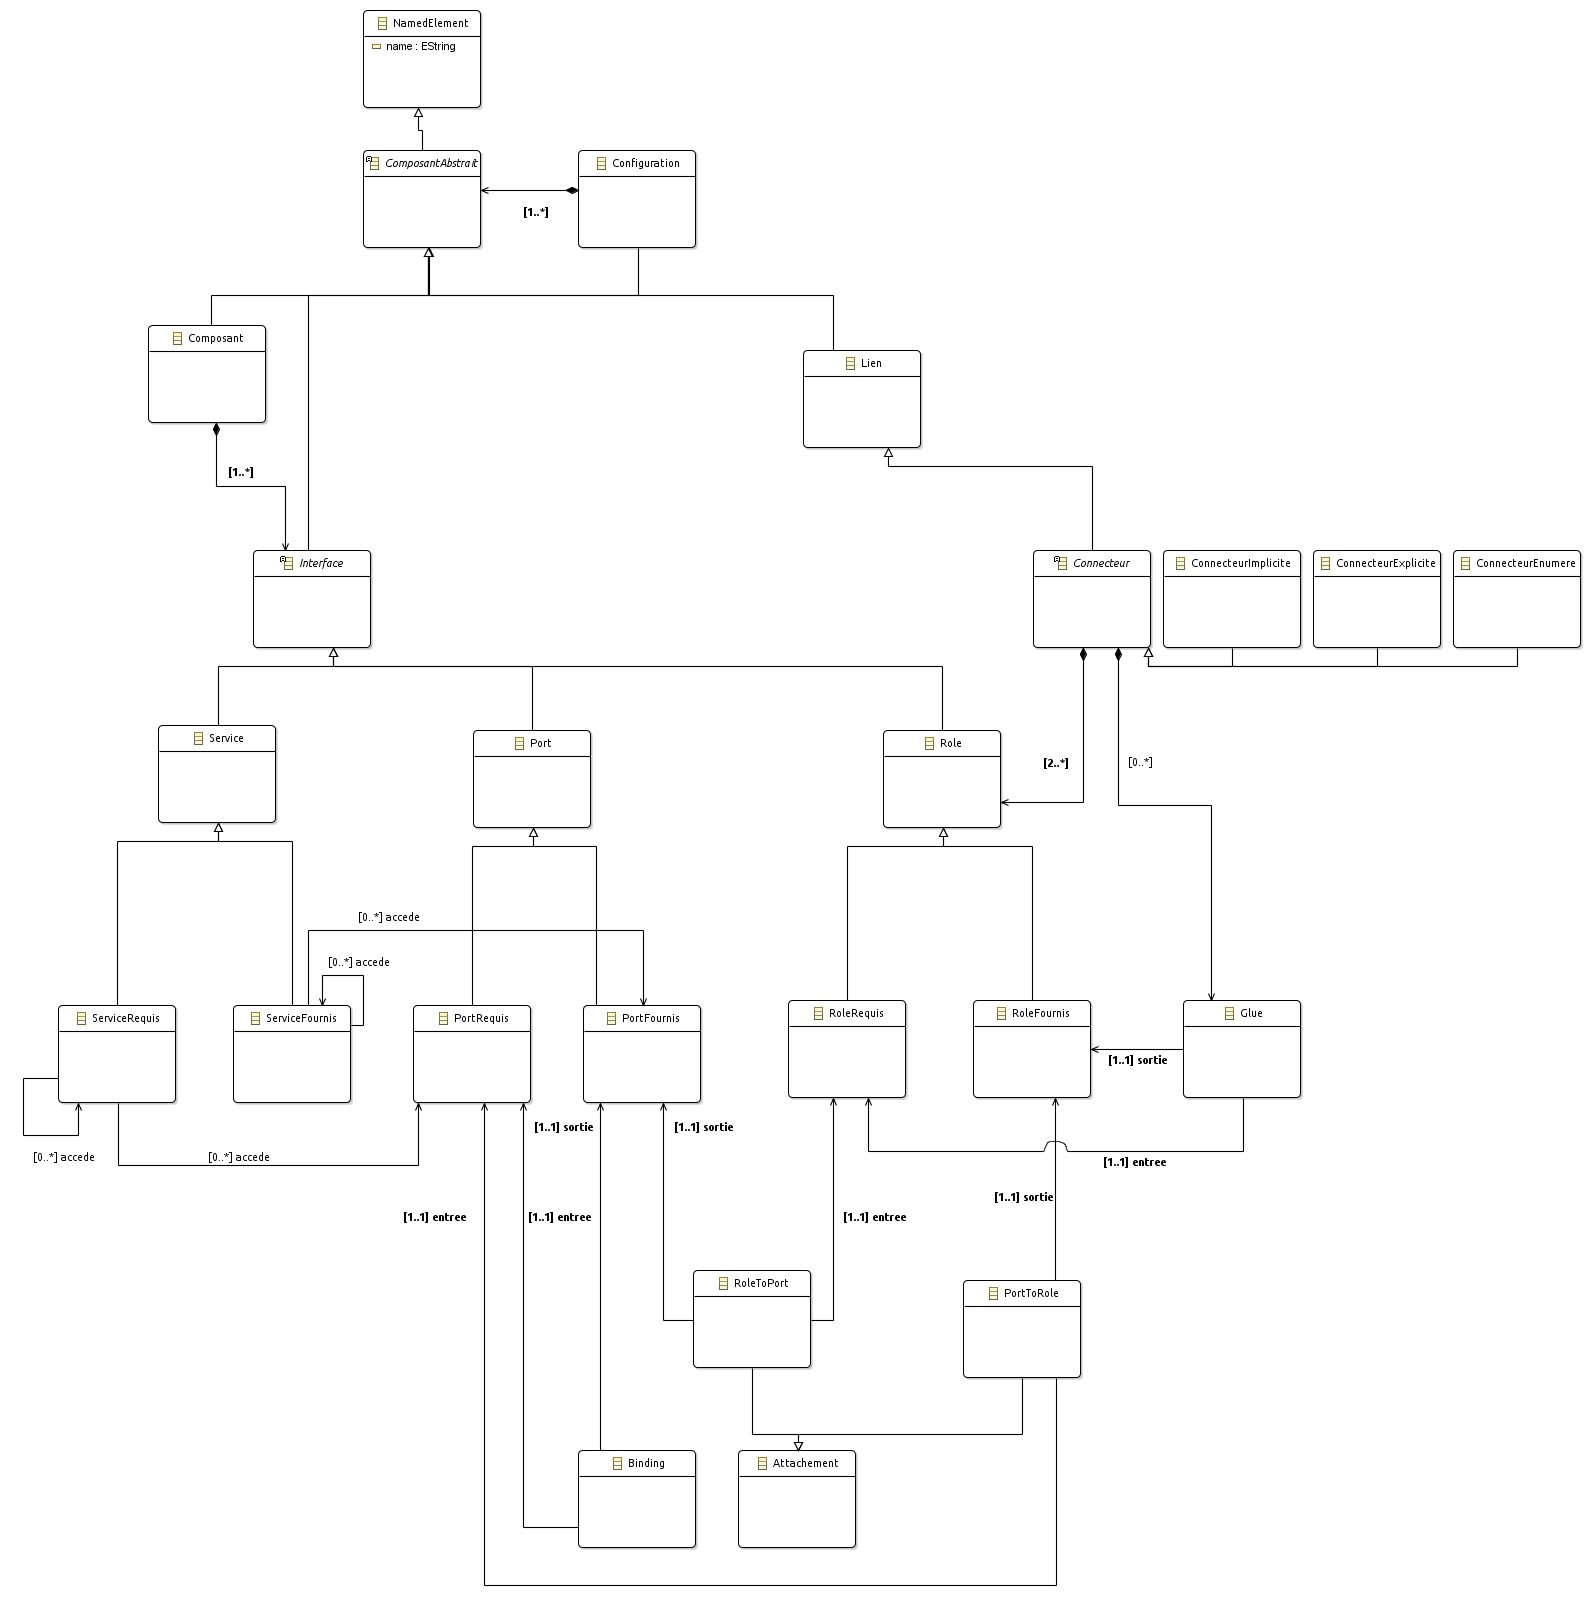 NamedElement
name : EString
ComposantAbstrait
Configuration
[1..*]
Composant
Lien
[1..*]
Interface
Connecteur
ConnecteurImplicite
ConnecteurExplicite
ConnecteurEnumere
Service
Port
Role
[2..*]
[0..*]
[0..*] accede
[0..*] accede
ServiceRequis
ServiceFournis
PortRequis
PortFournis
RoleRequis
RoleFournis
Glue
[1..1] sortie
[1..1] sortie
[1..1] sortie
[0..*] accede
[0..*] accede
[1..1] entree
[1..1] sortie
[1..1] entree
[1..1] entree
[1..1] entree
RoleToPort
PortToRole
Binding
Attachement